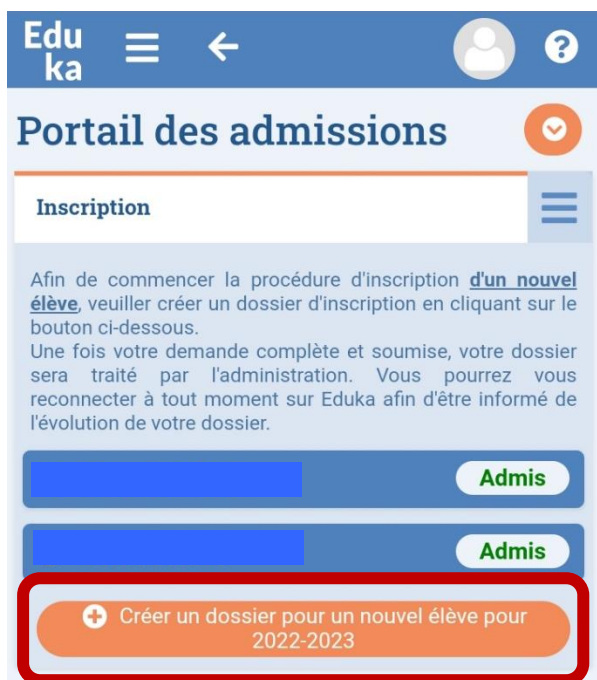 Edu
ka
?
Portail des admissions
Inscription
Afin de commencer la procédure d'inscription d'un nouvel
élève, veuiller créer un dossier d'inscription en cliquant sur le
bouton ci-dessous.
Une fois votre demande complète et soumise, votre dossier
sera traité par l'administration. Vous pourrez vous
reconnecter à tout moment sur Eduka afin d'être informé de
l'évolution de votre dossier.
Admis
Admis
Créer un dossier pour un nouvel élève pour
2022-2023